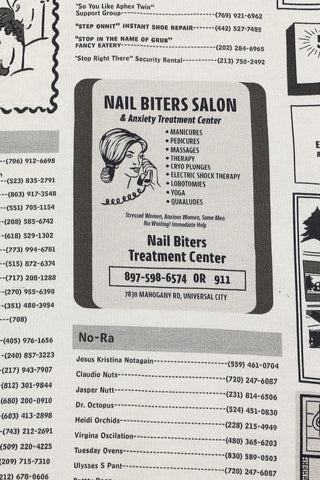 "So You Like Aphex Twin"
Support Group---------------(769) 921-6962
"STEP ONNIT" INSTANT SHOE REPAIR------(442) 527-7485
"STOP IN THE NAME OF GRUB"
FANCY EATERY---------------(202) 284-6965
"Stop Right There" Security Rental----(213) 750-2492
NAIL BITERS SALON
& Anxiety Treatment Center
• MANICURES
• PEDICURES
• MASSAGES
• THERAPY
• CRYO PLUNGES
• ELECTRIC SHOCK THERAPY
• LOBOTOMIES
• YOGA
• QUAALUDES
Stressed Women, Anxious Women, Some Men
No Waiting! Immediate Help
Nail Biters
Treatment Center
897-598-6574 OR 911
7830 MAHOGANY RD, UNIVERSAL CITY
No-Ra
Jesus Kristina Notagain---------(559) 461-0704
Claudio Nuts---------------(720) 247-6087
Jasper Nutt---------------(231) 814-6506
Dr. Octopus---------------(524) 451-0830
Heidi Orchids---------------(228) 215-4949
Virgina Oscilation---------------(480) 365-6203
Tuesday Ovens---------------(830) 589-0503
Ulysses S Pant---------------(720) 247-6087
(706) 912-6698
(523) 835-2791
(803) 917-3548
(551) 705-1154
(208) 585-6742
(618) 529-1302
(773) 994-6781
(515) 872-6374
(717) 208-1288
(270) 955-6390
(351) 480-3954
(708)
(405) 976-1656
(240) 857-3223
(217) 943-7907
(812) 301-9844
(680) 200-0910
(603) 413-2898
(743) 212-2691
(509) 220-4225
(209) 715-7310
(212) 678-0606